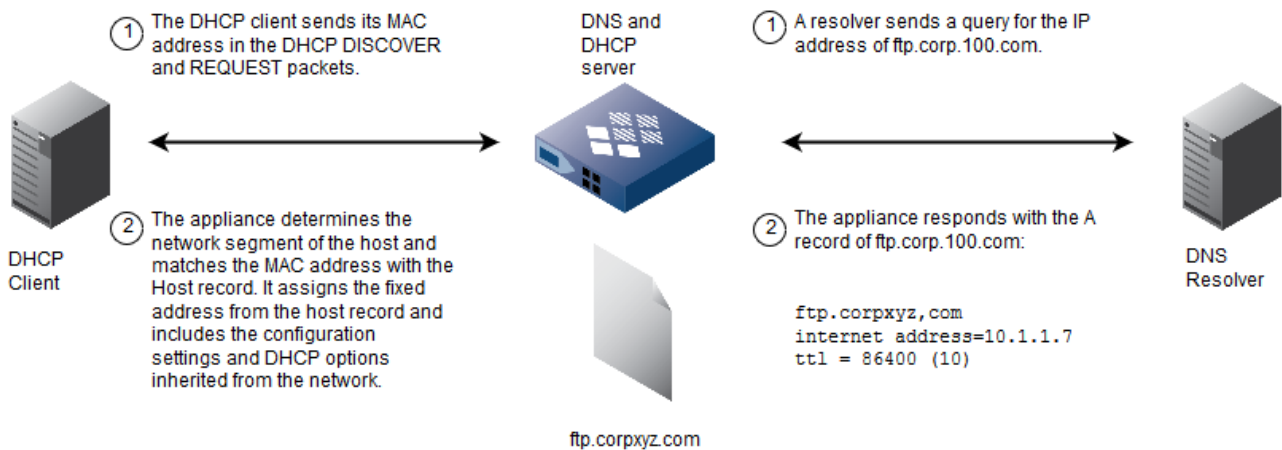 1
The DHCP client sends its MAC
address in the DHCP DISCOVER
and REQUEST packets.
DNS and
DHCP
server
1
A resolver sends a query for the IP
address of ftp.corp.100.com.
2
The appliance determines the
network segment of the host and
matches the MAC address with the
Host record. It assigns the fixed
address from the host record and
includes the configuration
settings and DHCP options
inherited from the network.
2
The appliance responds with the A
record of ftp.corp.100.com:
ftp.corpxyz,com
internet address=10.1.1.7
ttl = 86400 (10)
DHCP
Client
DNS
Resolver
ftp.corpxyz.com